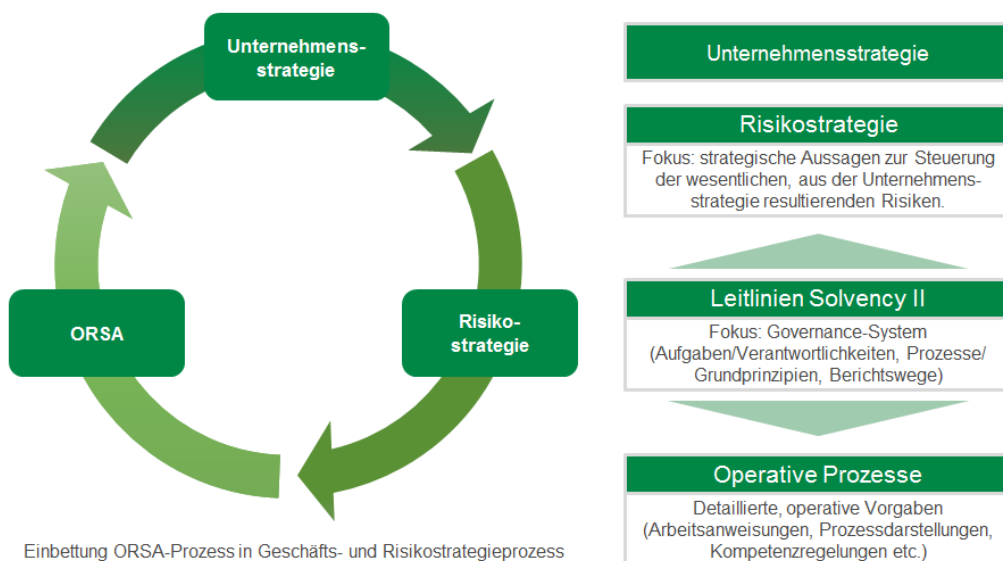 Unternehmens-
strategie
Risiko-
strategie
ORSA
Einbettung ORSA-Prozess in Geschäfts- und Risikostrategieprozess
Unternehmensstrategie
Risikostrategie
Fokus: strategische Aussagen zur Steuerung
der wesentlichen, aus der Unternehmens-
strategie resultierenden Risiken.
Leitlinien Solvency II
Fokus: Governance-System
(Aufgaben/Verantwortlichkeiten, Prozesse/
Grundprinzipien, Berichtswege)
Operative Prozesse
Detaillierte, operative Vorgaben
(Arbeitsanweisungen, Prozessdarstellungen,
Kompetenzregelungen etc.)